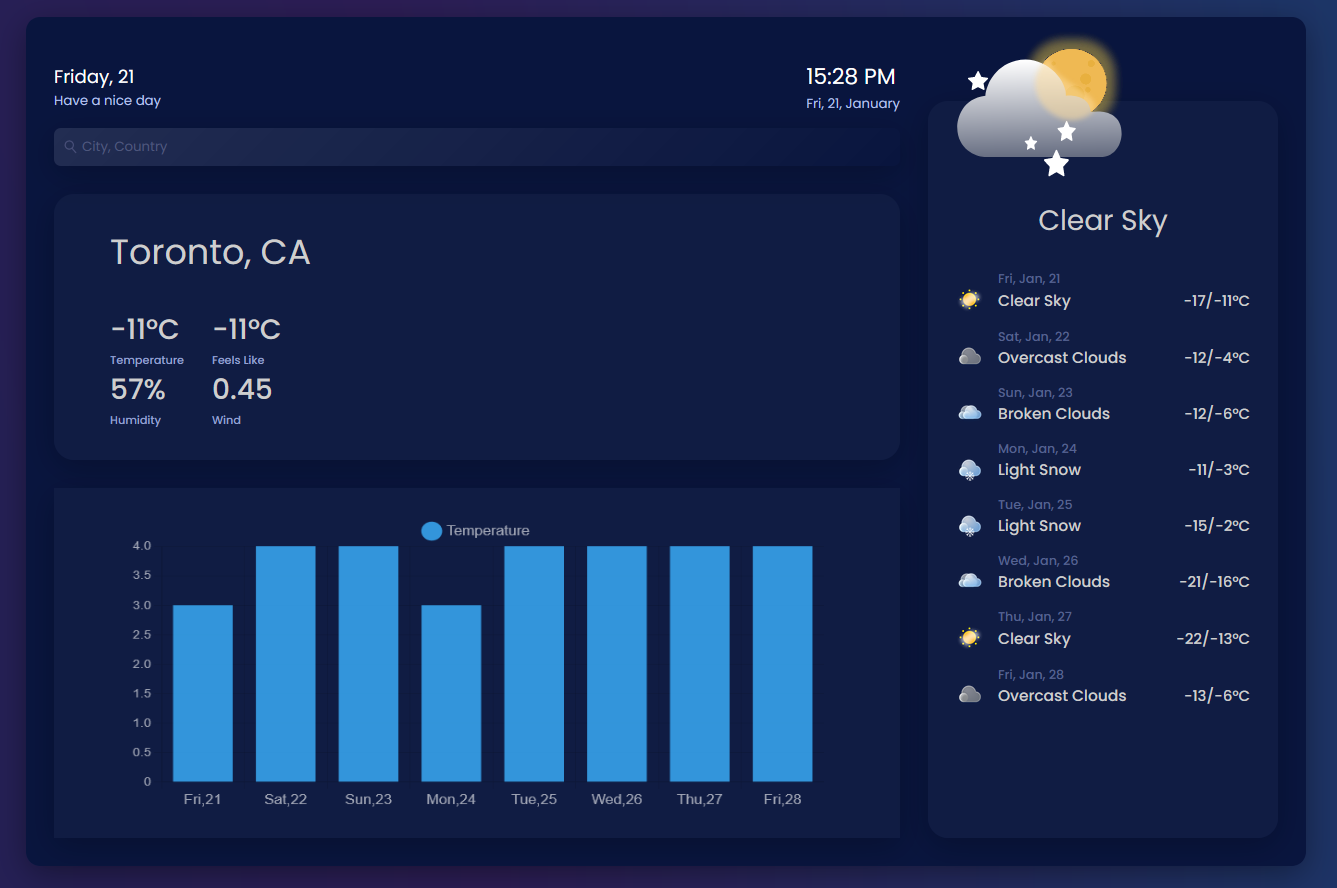 Friday, 21
Have a nice day
15:28 PM
Fri, 21, January
City, Country
Toronto, CA
-11°C -11°C
Temperature Feels Like
57% 0.45
Humidity Wind
Temperature
4.0
3.5
3.0
2.5
2.0
1.5
1.0
0.5
0
Fri,21 Sat,22 Sun,23 Mon,24 Tue,25 Wed,26 Thu,27 Fri,28
Clear Sky
Fri, Jan, 21
Clear Sky -17/-11°C
Sat, Jan, 22
Overcast Clouds -12/-4°C
Sun, Jan, 23
Broken Clouds -12/-6°C
Mon, Jan, 24
Light Snow -11/-3°C
Tue, Jan, 25
Light Snow -15/-2°C
Wed, Jan, 26
Broken Clouds -21/-16°C
Thu, Jan, 27
Clear Sky -22/-13°C
Fri, Jan, 28
Overcast Clouds -13/-6°C